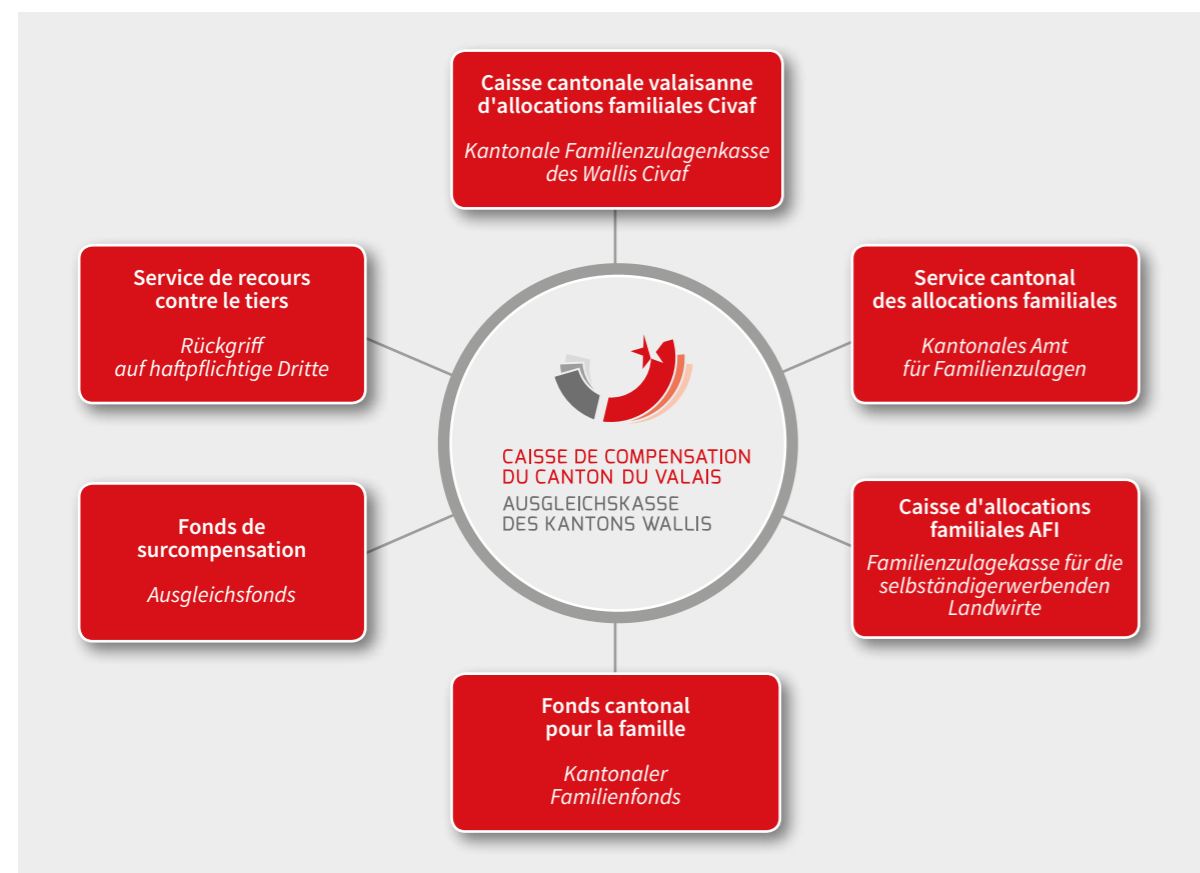 Caisse cantonale valaisanne
d'allocations familiales Civaf
Kantonale Familienzulagenkasse
des Wallis Civaf
Service de recours
contre le tiers
Rückgriff
auf haftpflichtige Dritte
Service cantonal
des allocations familiales
Kantonales Amt
für Familienzulagen
CAISSE DE COMPENSATION
DU CANTON DU VALAIS
AUSGLEICHSKASSE
DES KANTONS WALLIS
Fonds de
surcompensation
Ausgleichsfonds
Caisse d'allocations
familiales AFI
Familienzulagekasse für die
selbständigerwerbenden
Landwirte
Fonds cantonal
pour la famille
Kantonaler
Familienfonds